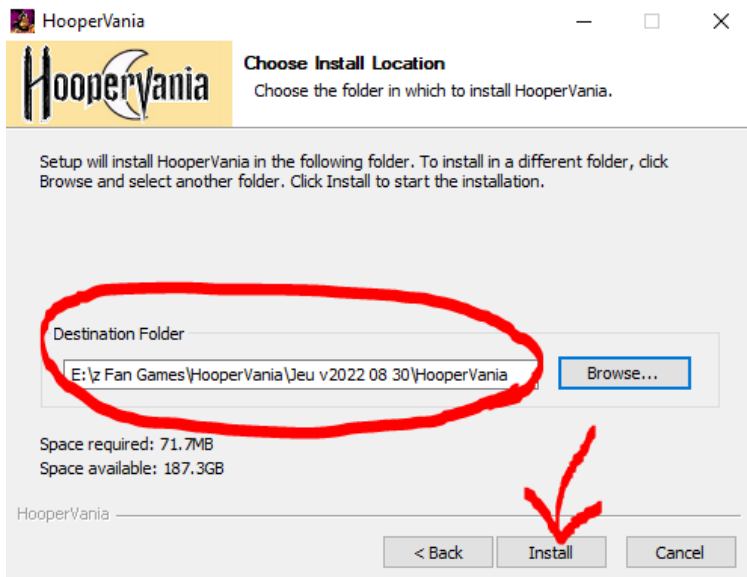 HooperVania
HooperVania
Choose Install Location
Choose the folder in which to install HooperVania.
Setup will install HooperVania in the following folder. To install in a different folder, click
Browse and select another folder. Click Install to start the installation.
Destination Folder
E:\z Fan Games\HooperVania\Jeu v2022 08 30\HooperVania
Browse...
Space required: 71.7MB
Space available: 187.3GB
HooperVania
< Back
Install
Cancel